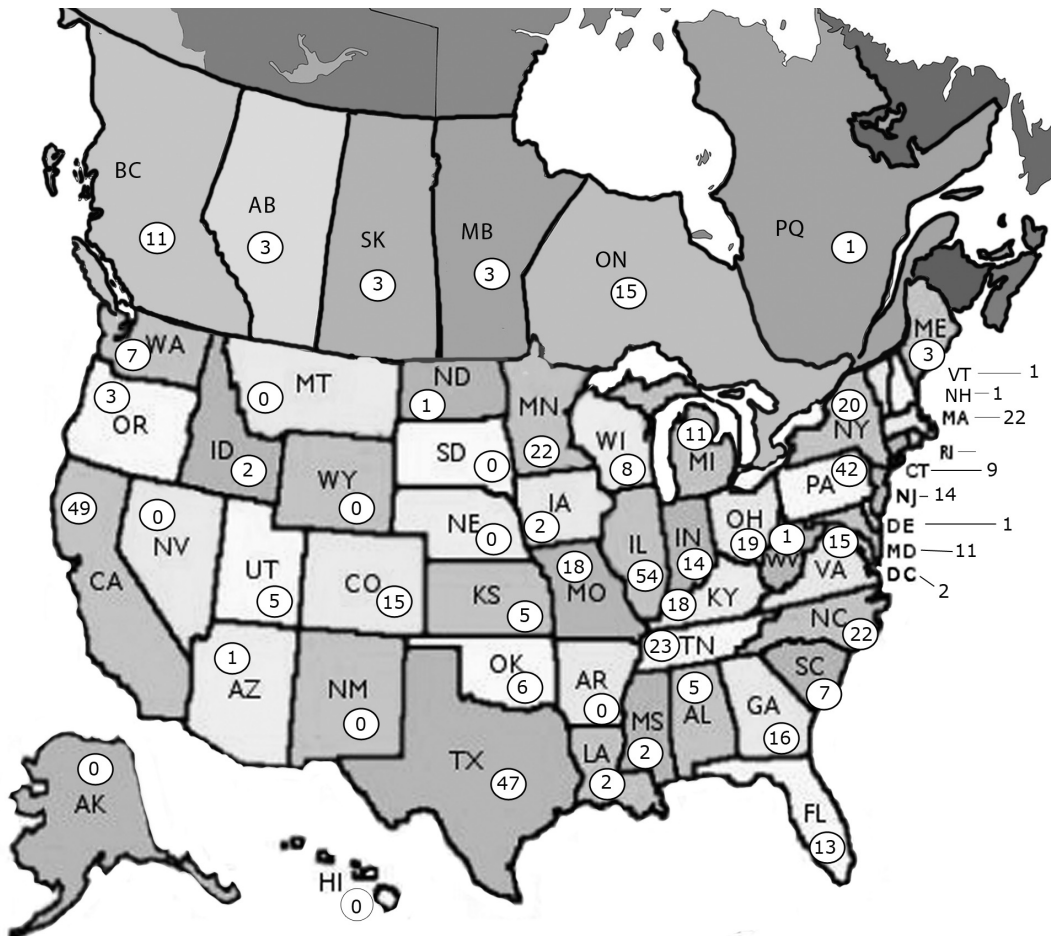 BC
11
AB
3
SK
3
MB
3
ON
15
PQ
1
WA
7
3
OR
MT
0
ND
1
MN
22
ID
2
WY
0
SD
0
WI
8
11
MI
20
NY
ME
3
VT 1
NH 1
MA 22
RI
CT 9
NJ 14
DE 1
MD 11
DC 2
PA
42
49
CA
0
NV
UT
5
CO
15
NE
0
IA
2
KS
5
18
MO
IL
54
IN
14
OH
19
1
WV
15
VA
18
KY
23
TN
NC
22
SC
7
1
AZ
NM
0
OK
6
AR
0
TX
47
LA
2
MS
2
5
AL
GA
16
FL
13
0
AK
HI
0